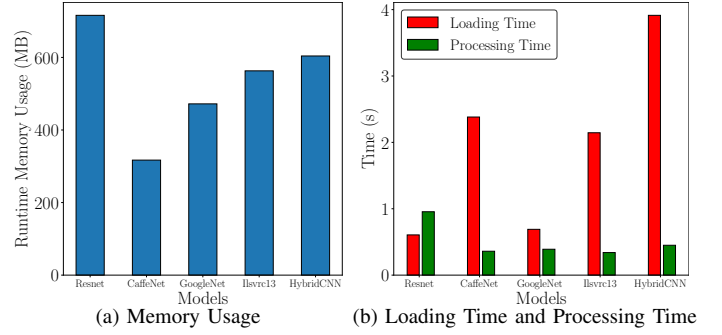 Runtime Memory Usage (MB)
600
400
200
0
Resnet CaffeNet GoogleNet Ilsvrc13 HybridCNN
Models
(a) Memory Usage
Time (s)
4
3
2
1
0
Loading Time
Processing Time
Resnet CaffeNet GoogleNet Ilsvrc13 HybridCNN
Models
(b) Loading Time and Processing Time